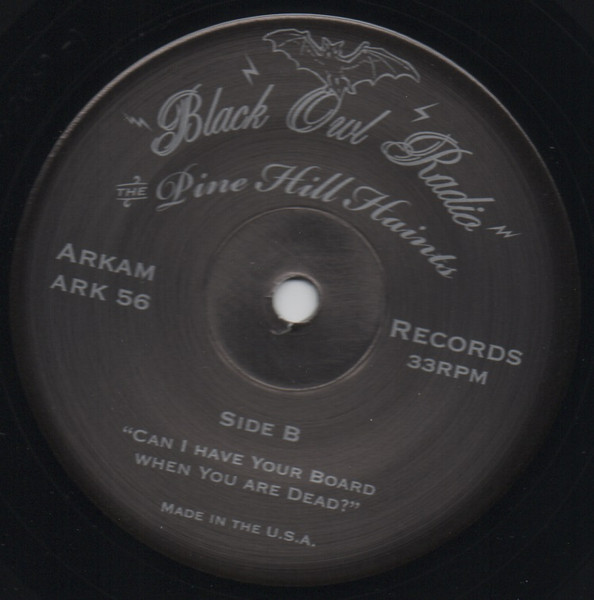 Black Owl Radio
THE Pine Hill Haints
ARKAM
ARK 56
RECORDS
33RPM
SIDE B
"CAN I HAVE YOUR BOARD
WHEN YOU ARE DEAD?"
MADE IN THE U.S.A.